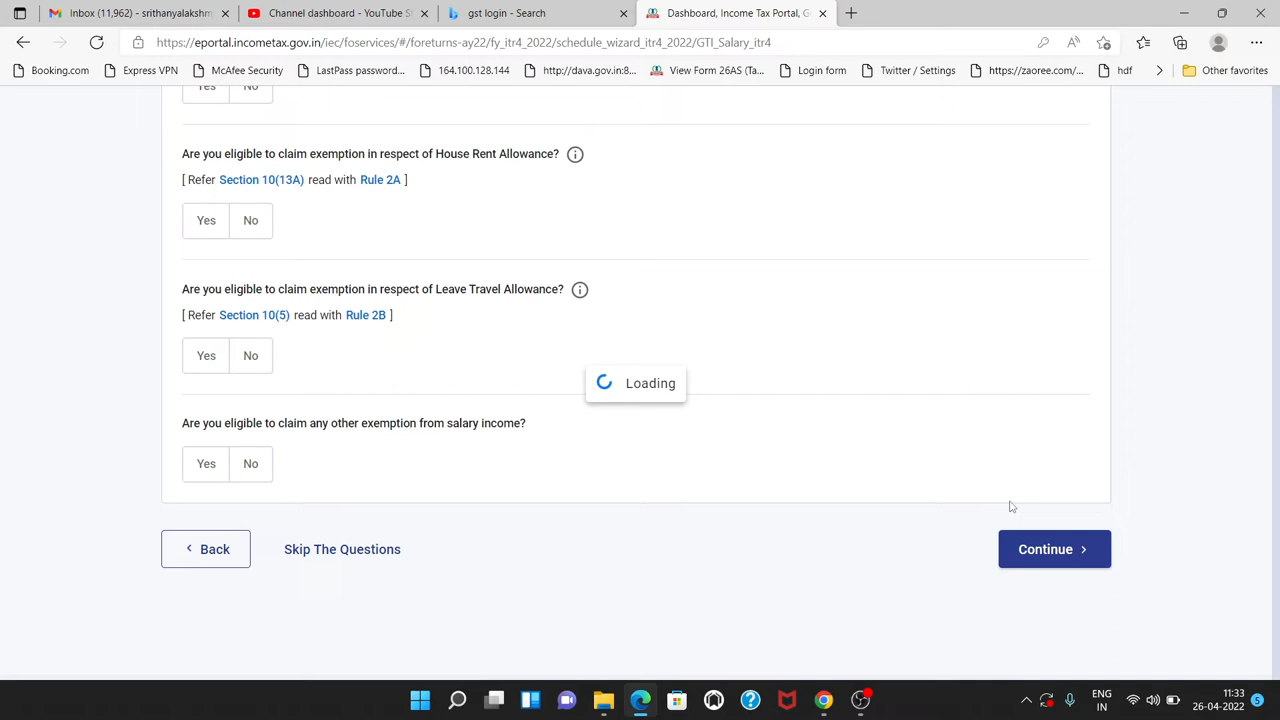 Inbox (11,962) - srithanyalakshm
Channel dashboard - YouTube S
gst login - Search
Dashboard, Income Tax Portal, G
https://eportal.incometax.gov.in/iec/foservices/#/foreturns-ay22/fy_itr4_2022/schedule_wizard_itr4_2022/GTI_Salary_itr4
Booking.com
Express VPN
McAfee Security
LastPass password...
164.100.128.144
http://dava.gov.in:8...
View Form 26AS (Ta...
Login form
Twitter / Settings
https://zaoree.com/...
hdf
Other favorites
Yes No
Are you eligible to claim exemption in respect of House Rent Allowance?
[ Refer Section 10(13A) read with Rule 2A ]
Yes No
Are you eligible to claim exemption in respect of Leave Travel Allowance?
[ Refer Section 10(5) read with Rule 2B ]
Yes No
Loading
Are you eligible to claim any other exemption from salary income?
Yes No
Back
Skip The Questions
Continue
ENG
IN
11:33
26-04-2022
5